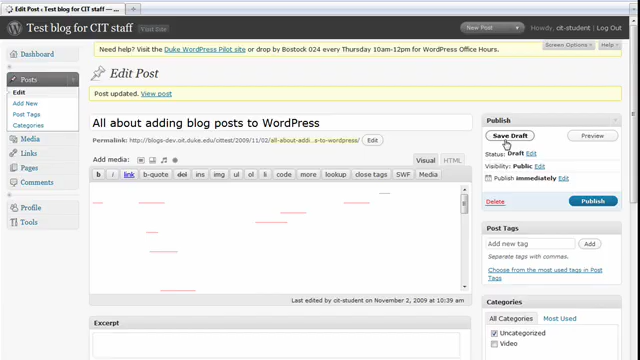 Edit Post ‹ Test blog for CIT staff — ...
Test blog for CIT staff
Visit Site
New Post
Howdy, cit-student | Log Out
Screen Options
Help
Need help? Visit the Duke WordPress Pilot site or drop by Bostock 024 every Thursday 10am-12pm for WordPress Office Hours.
Dashboard
Posts
Edit
Add New
Post Tags
Categories
Media
Links
Pages
Comments
Profile
Tools
Edit Post
Post updated. View post
All about adding blog posts to WordPress
Permalink: http://blogs-dev.oit.duke.edu/cittest/2009/11/02/all-about-addi...s-to-wordpress/ Edit
Add media:
Visual
HTML
b i link b-quote del ins img ul ol li code more lookup close tags SWF Media
Last edited by cit-student on November 2, 2009 at 10:39 am
Excerpt
Publish
Save Draft
Preview
Status: Draft Edit
Visibility: Public Edit
Publish immediately Edit
Delete
Publish
Post Tags
Add new tag
Add
Separate tags with commas.
Choose from the most used tags in Post
Tags
Categories
All Categories
Most Used
Uncategorized
Video